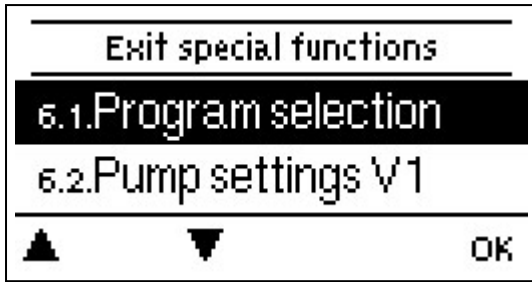 Exit special functions
6.1.Program selection
6.2.Pump settings V1
OK